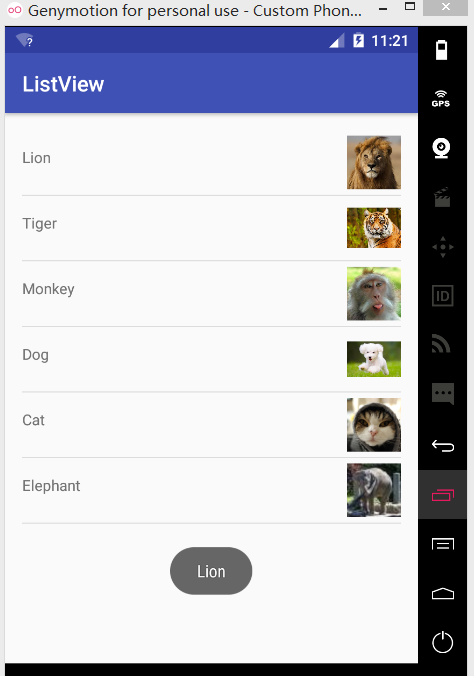 Genymotion for personal use - Custom Phon...
11:21
ListView
GPS
Lion
Tiger
Monkey
ID
Dog
Cat
Elephant
Lion